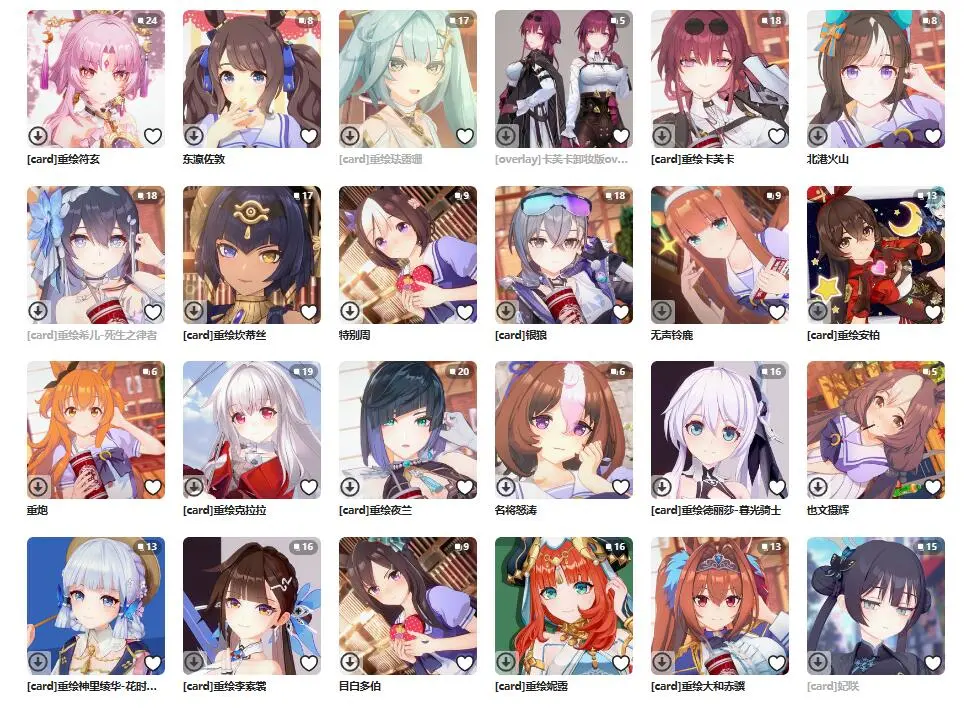 24
8
17
5
18
8
[card]重绘符玄
东瀛佐敦
[card]重绘珐露珊
[overlay]卡芙卡卸妆版ov...
[card]重绘卡芙卡
北港火山
18
17
9
18
9
13
[card]重绘希儿-死生之律者
[card]重绘坎蒂丝
特别周
[card]银狼
无声铃鹿
[card]重绘安柏
6
19
20
6
16
5
重炮
[card]重绘克拉拉
[card]重绘夜兰
名将怒涛
[card]重绘德丽莎-暮光骑士
也文摄辉
13
16
9
16
13
15
[card]重绘神里绫华-花时...
[card]重绘李素裳
目白多伯
[card]重绘妮露
[card]重绘大和赤骥
[card]妃咲